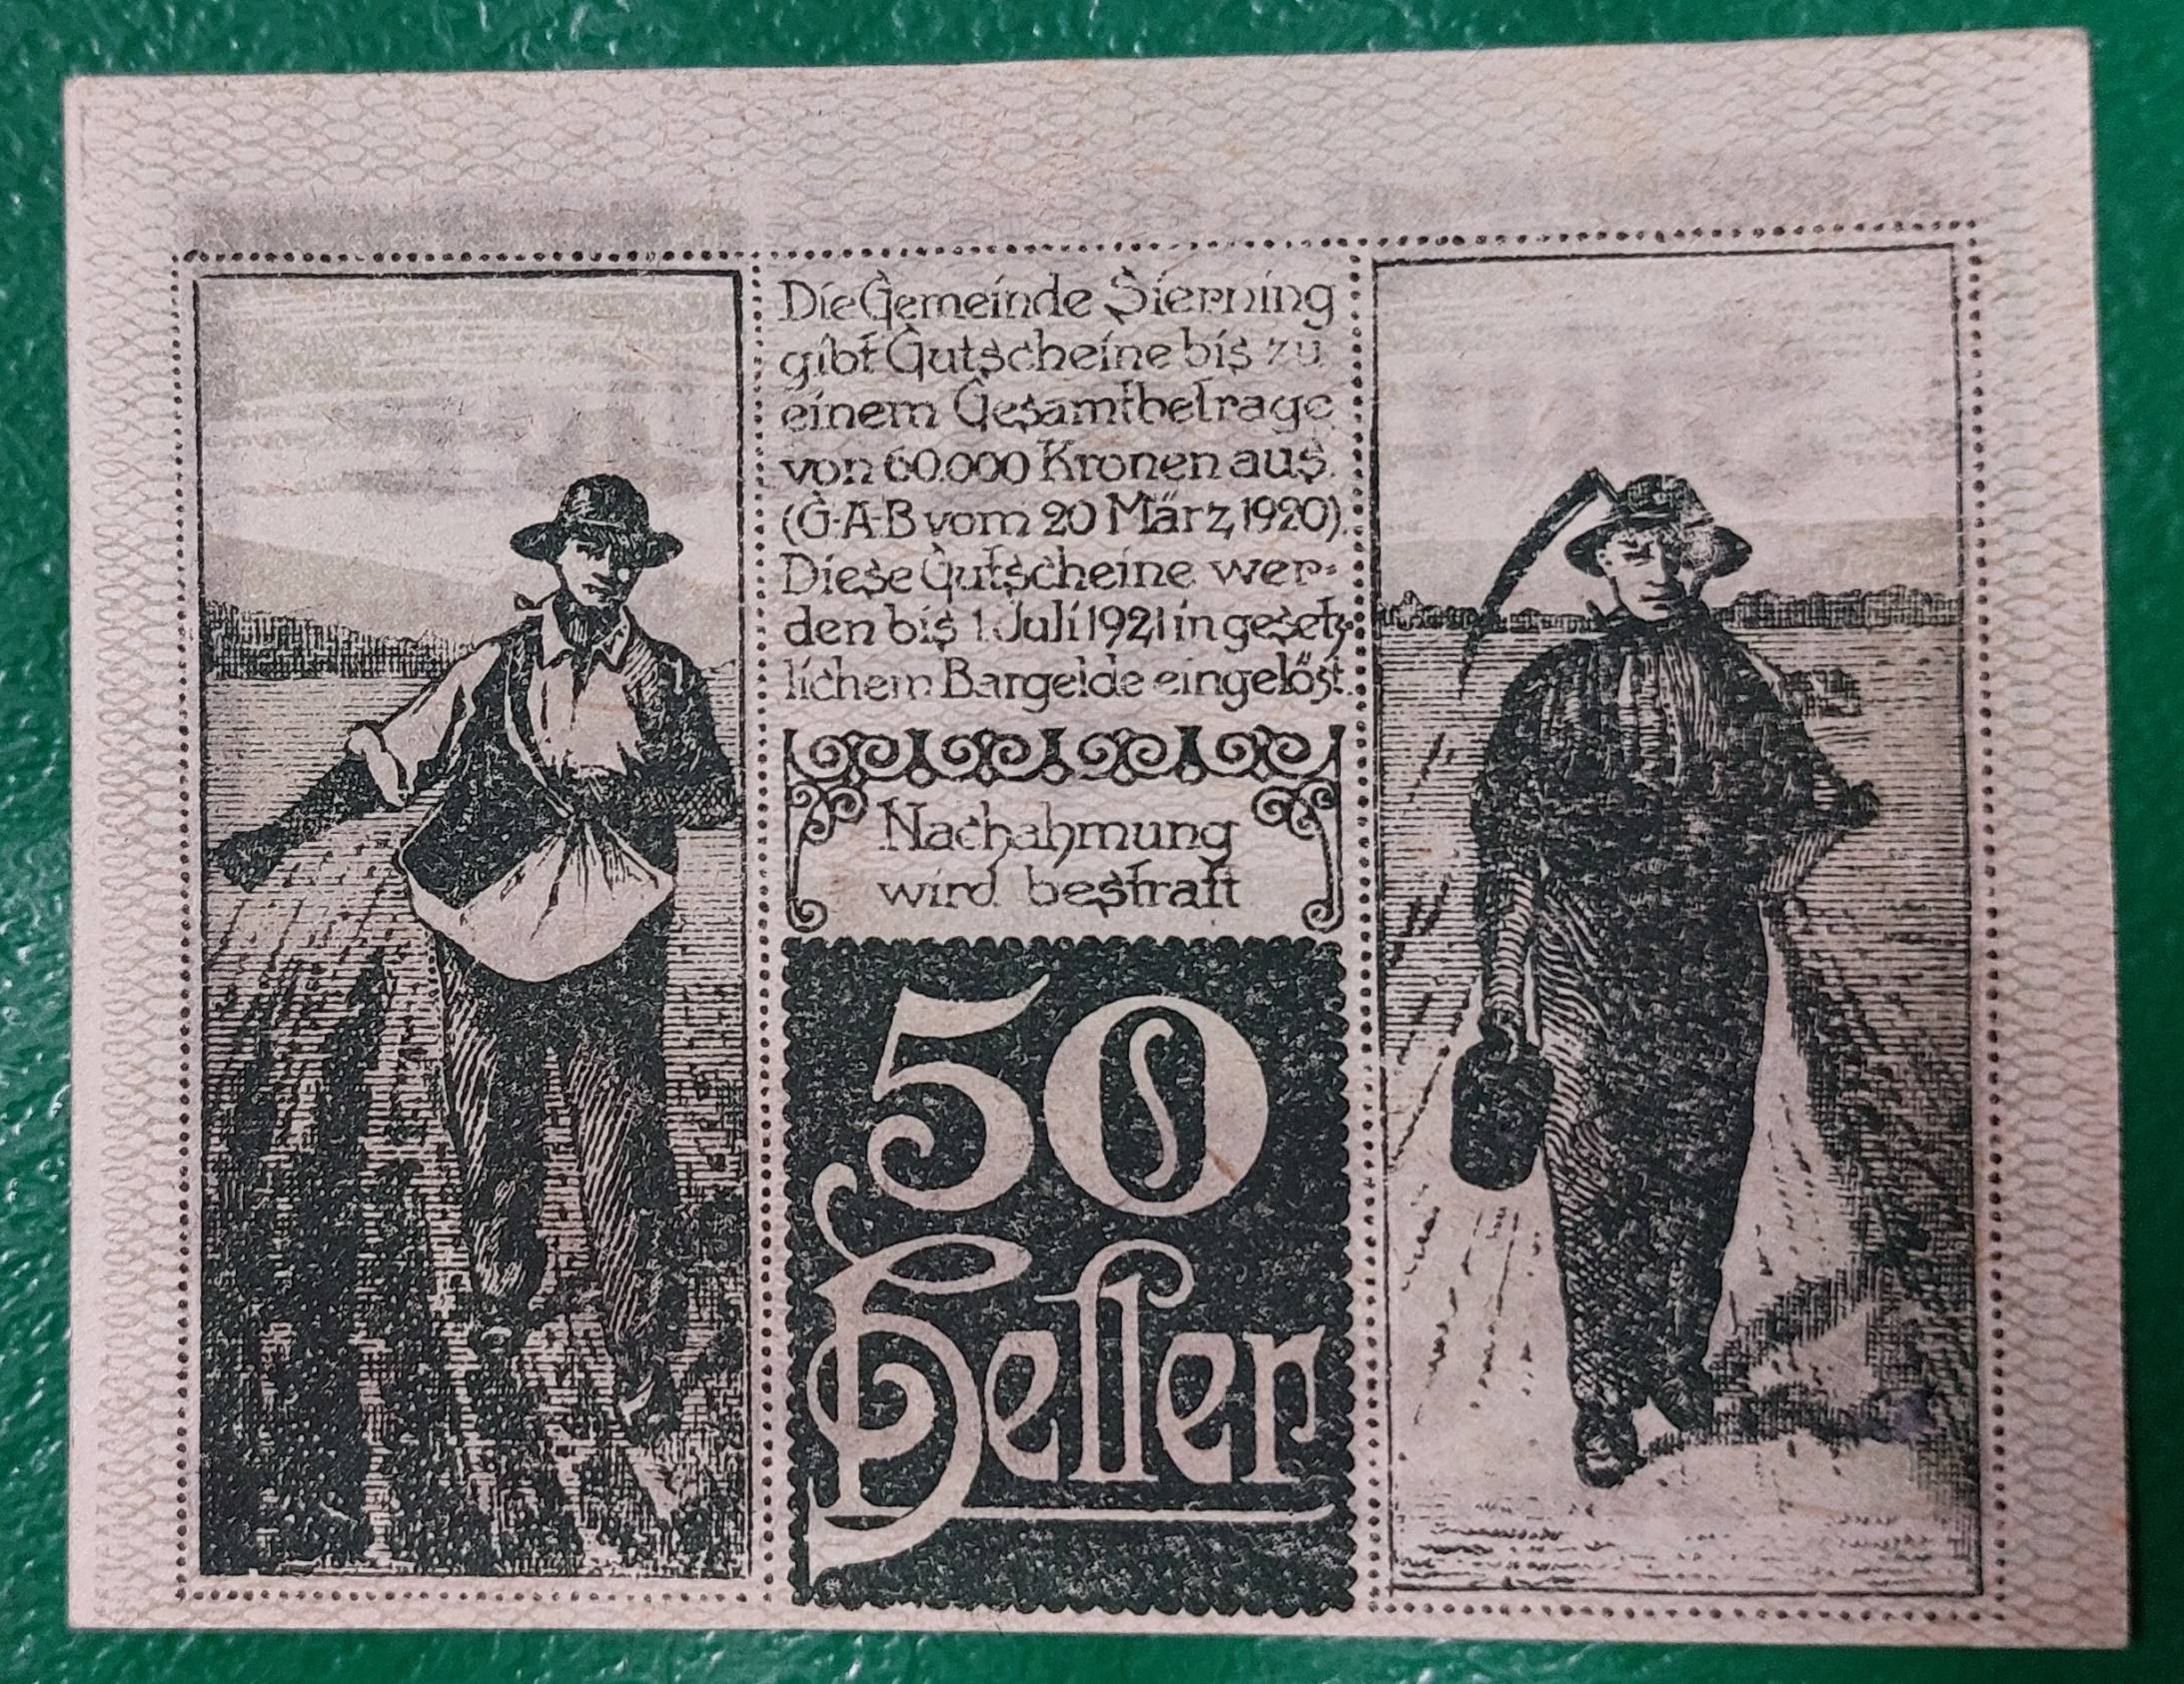 Die Gemeinde Sierning
gibt Gutscheine bis zu
einem Gesamtbetrage
von 60.000 Kronen aus.
(G-A-B vom 20 März 1920).
Diese Gutscheine wer-
den bis 1. Juli 1921 in gesetz-
lichem Bargelde eingelöst.
Nachahmung
wird bestraft
50
Heller